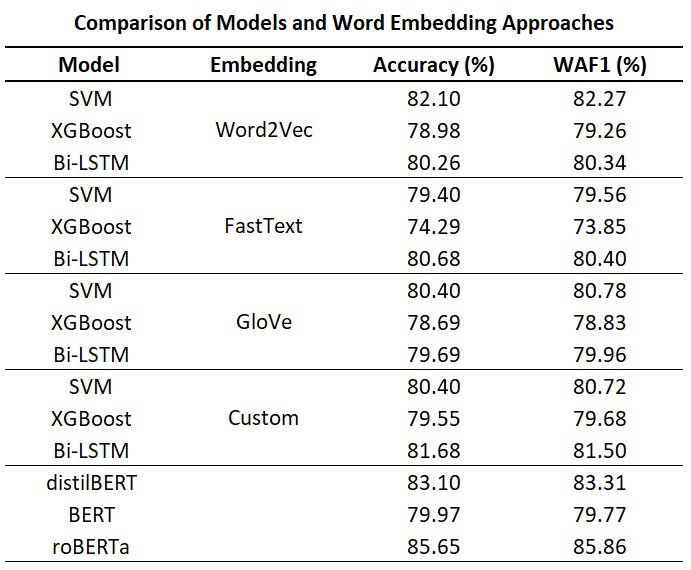 Comparison of Models and Word Embedding Approaches
Model Embedding Accuracy (%) WAF1 (%)
SVM 82.10 82.27
XGBoost Word2Vec 78.98 79.26
Bi-LSTM 80.26 80.34
SVM 79.40 79.56
XGBoost FastText 74.29 73.85
Bi-LSTM 80.68 80.40
SVM 80.40 80.78
XGBoost GloVe 78.69 78.83
Bi-LSTM 79.69 79.96
SVM 80.40 80.72
XGBoost Custom 79.55 79.68
Bi-LSTM 81.68 81.50
distilBERT 83.10 83.31
BERT 79.97 79.77
roBERTa 85.65 85.86